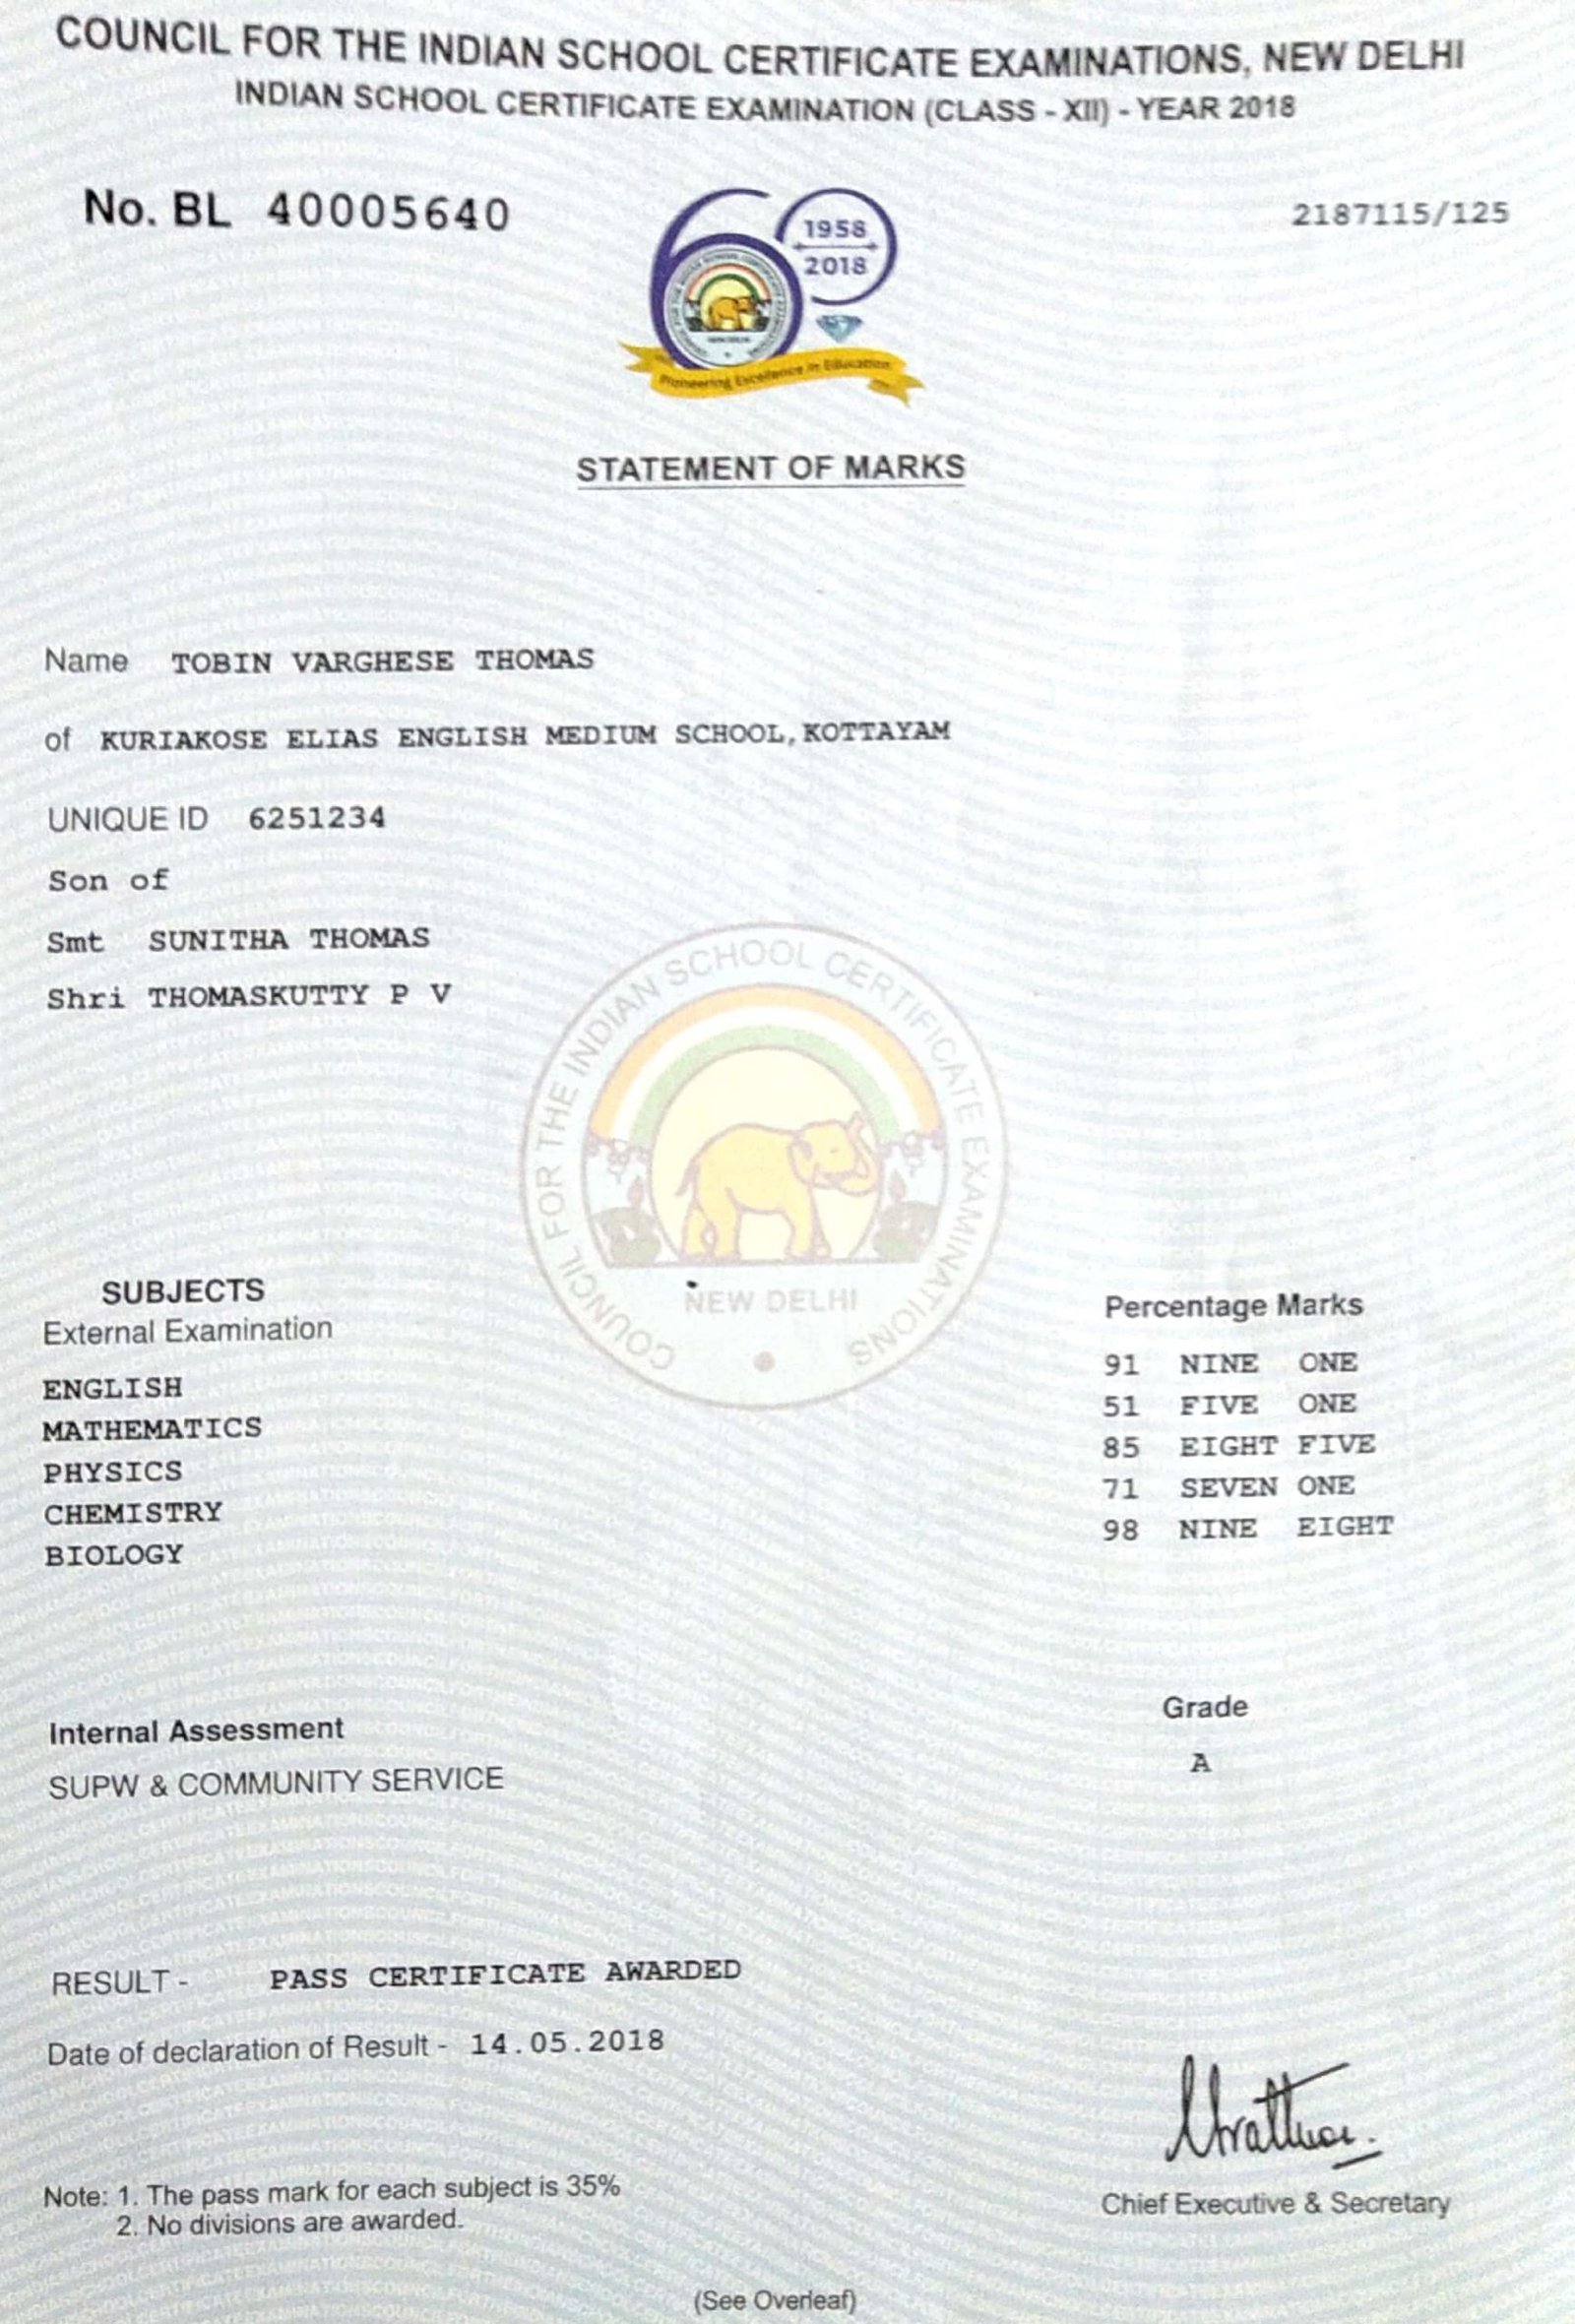 COUNCIL FOR THE INDIAN SCHOOL CERTIFICATE EXAMINATIONS, NEW DELHI
INDIAN SCHOOL CERTIFICATE EXAMINATION (CLASS - XII) - YEAR 2018
No. BL 40005640
2187115/125
1958
2018
Pioneering Excellence in Education
STATEMENT OF MARKS
Name TOBIN VARGHESE THOMAS
of KURIAKOSE ELIAS ENGLISH MEDIUM SCHOOL, KOTTAYAM
UNIQUE ID 6251234
Son of
Smt SUNITHA THOMAS
Shri THOMASKUTTY P V
COUNCIL FOR THE INDIAN SCHOOL CERTIFICATE EXAMINATIONS
NEW DELHI
SUBJECTS Percentage Marks
External Examination
ENGLISH 91 NINE ONE
MATHEMATICS 51 FIVE ONE
PHYSICS 85 EIGHT FIVE
CHEMISTRY 71 SEVEN ONE
BIOLOGY 98 NINE EIGHT
Internal Assessment Grade
SUPW & COMMUNITY SERVICE A
RESULT - PASS CERTIFICATE AWARDED
Date of declaration of Result - 14.05.2018
Chief Executive & Secretary
Note: 1. The pass mark for each subject is 35%
2. No divisions are awarded.
(See Overleaf)